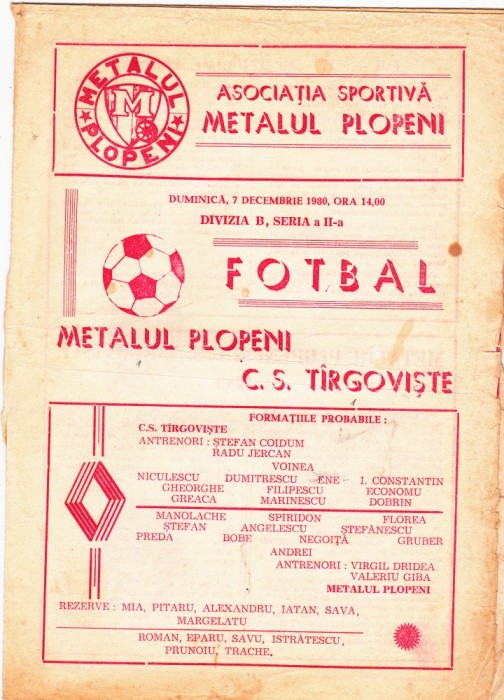 METALUL
PLOPENI
M
ASOCIAȚIA SPORTIVĂ
METALUL PLOPENI
DUMINICĂ, 7 DECEMBRIE 1980, ORA 14,00
DIVIZIA B, SERIA a II-a
FOTBAL
METALUL PLOPENI
C. S. TÎRGOVIȘTE
FORMAȚIILE PROBABILE :
C.S. TÎRGOVIȘTE
ANTRENORI : ȘTEFAN COIDUM
RADU JERCAN
VOINEA
NICULESCU DUMITRESCU ENE - I. CONSTANTIN
GHEORGHE FILIPESCU ECONOMU
GREACA MARINESCU DOBRIN
MANOLACHE SPIRIDON FLOREA
ȘTEFAN ANGELESCU ȘTEFĂNESCU
PREDA BOBE NEGOIȚĂ GRUBER
ANDREI
ANTRENORI : VIRGIL DRIDEA
VALERIU GIBA
METALUL PLOPENI
REZERVE : MIA, PITARU, ALEXANDRU, IATAN, SAVA,
MARGELATU
ROMAN, EPARU, SAVU, ISTRĂTESCU,
PRUNOIU, TRACHE.